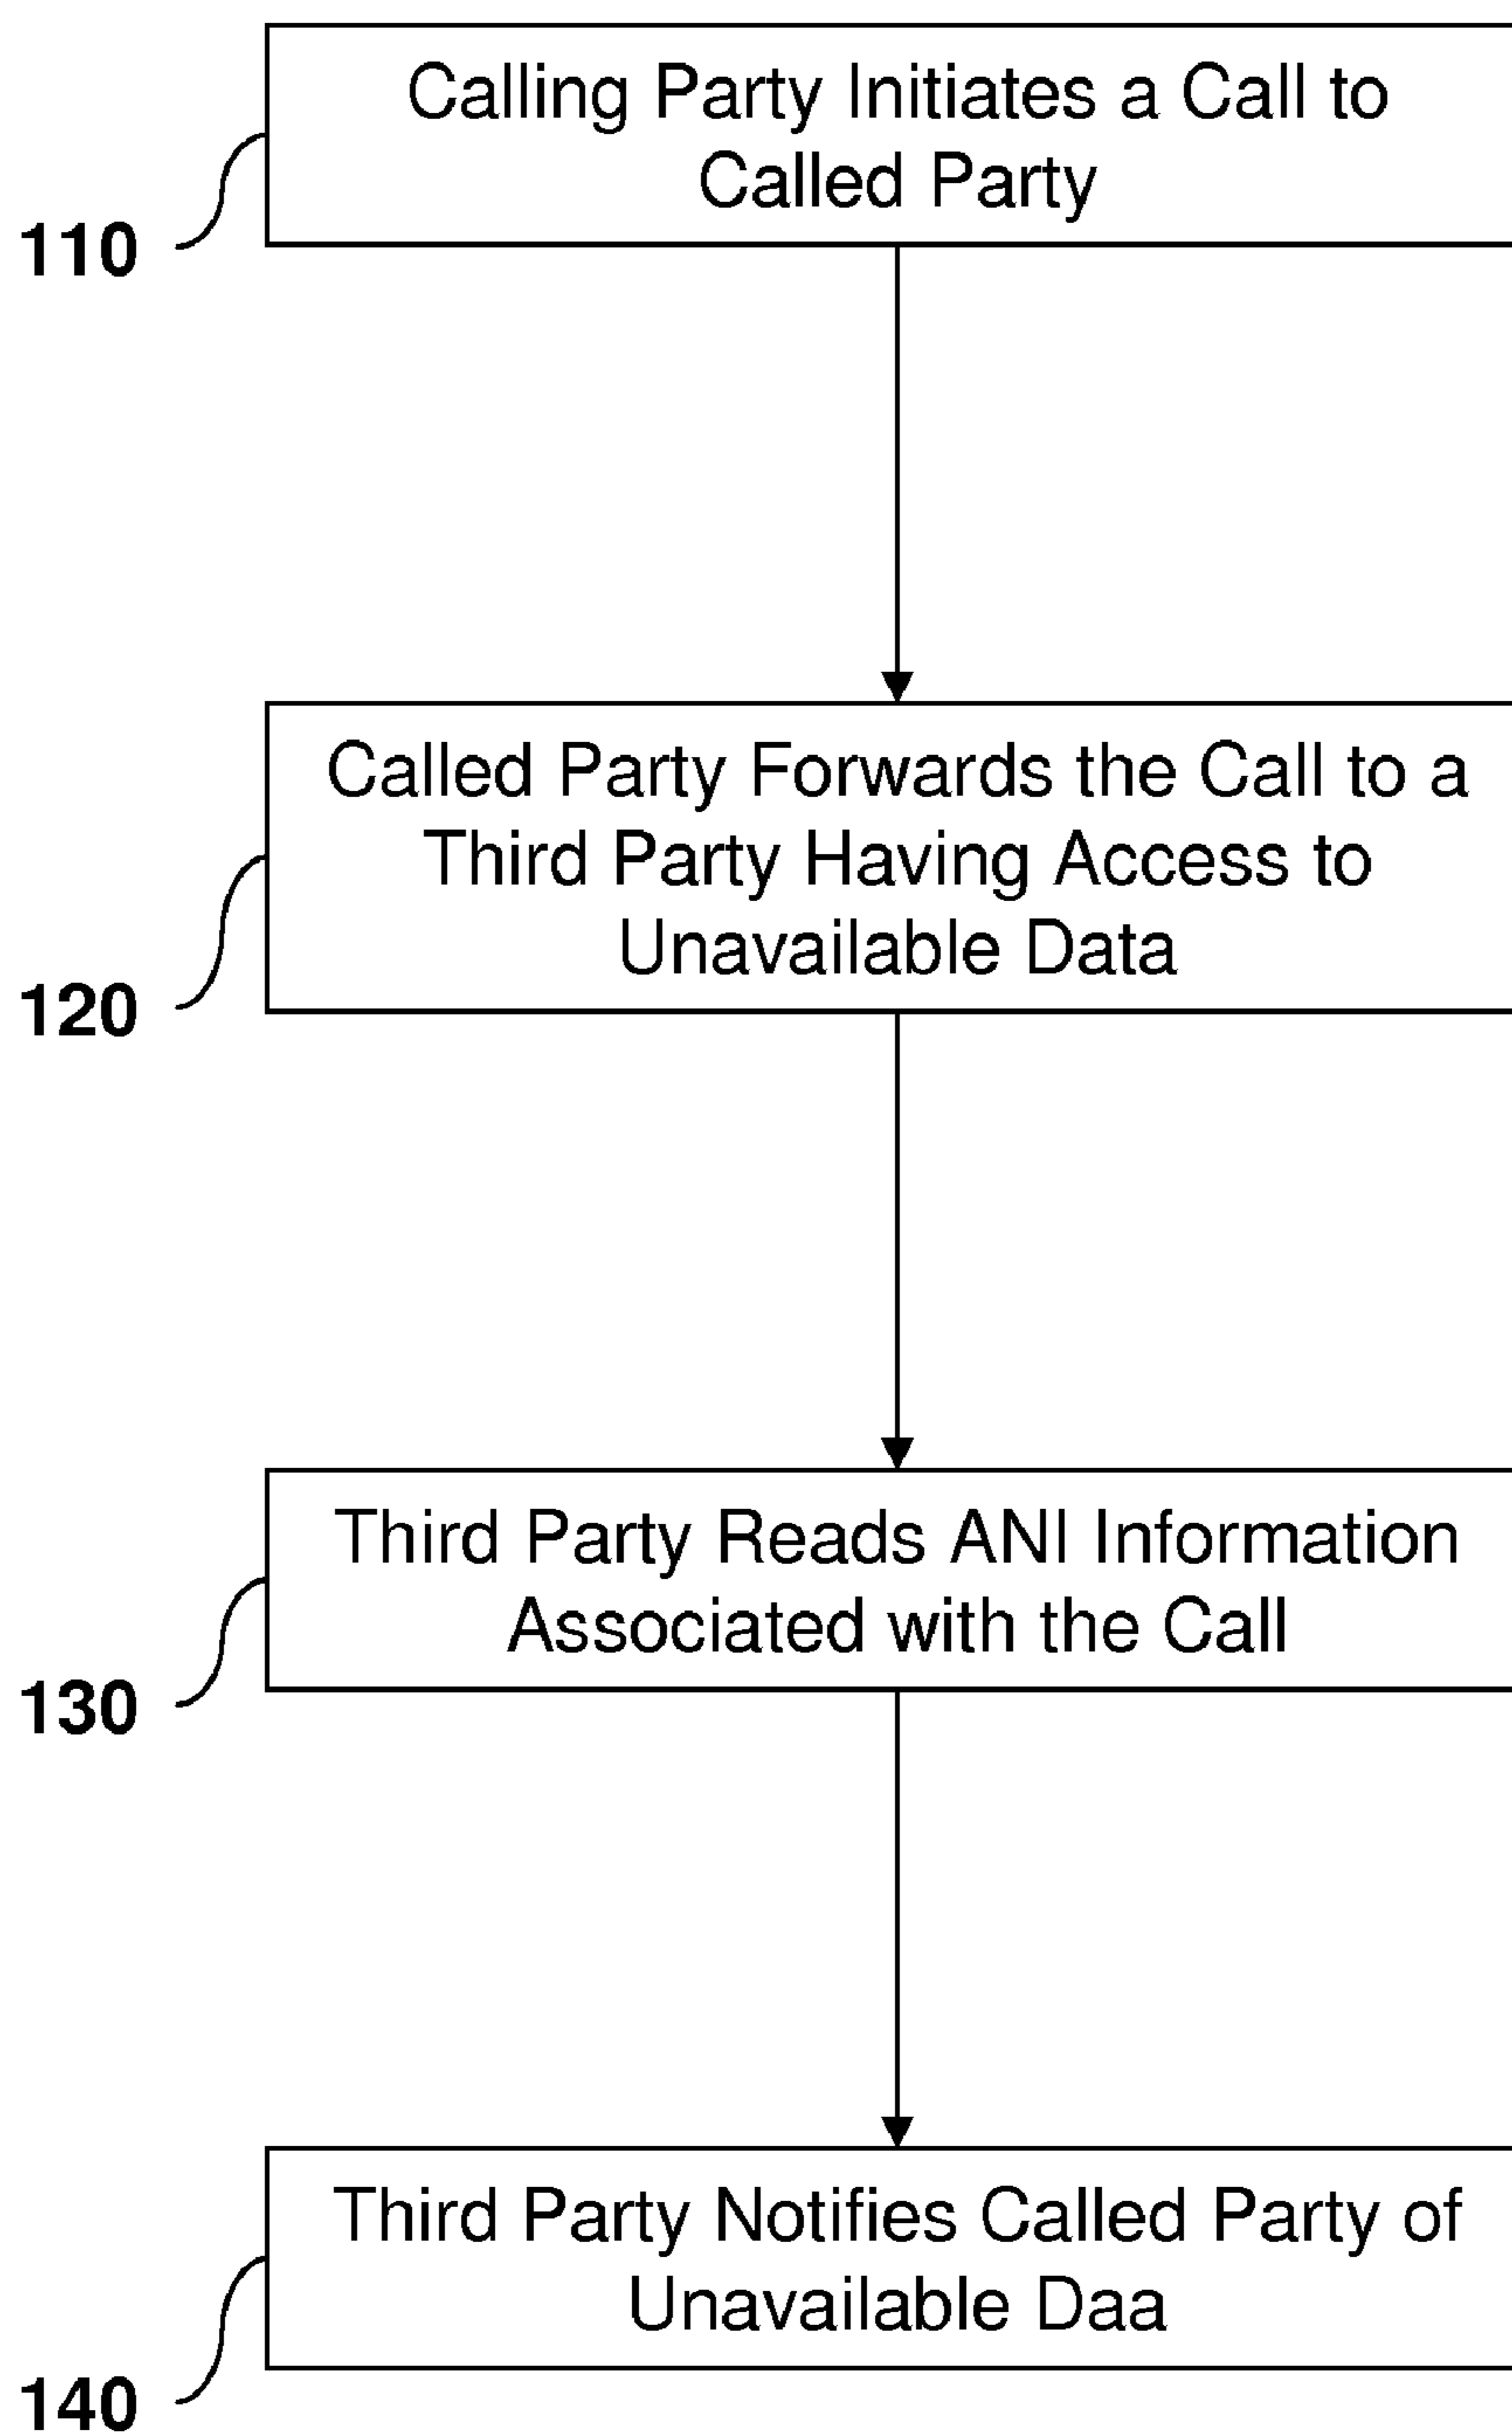 Calling Party Initiates a Call to
Called Party
110
Called Party Forwards the Call to a
Third Party Having Access to
Unavailable Data
120
Third Party Reads ANI Information
Associated with the Call
130
Third Party Notifies Called Party of
Unavailable Daa
140